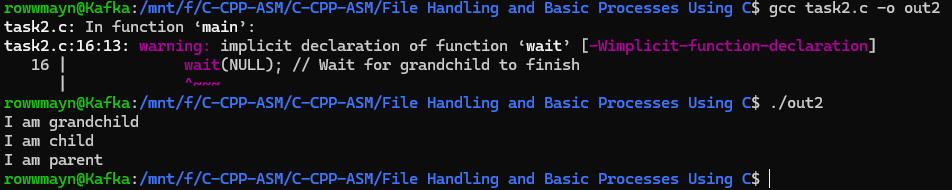 rowwmayn@Kafka:/mnt/f/C-CPP-ASM/C-CPP-ASM/File Handling and Basic Processes Using C$ gcc task2.c -o out2
task2.c: In function ‘main’:
task2.c:16:13: warning: implicit declaration of function ‘wait’ [-Wimplicit-function-declaration]
   16 |             wait(NULL); // Wait for grandchild to finish
      |             ^~~~
rowwmayn@Kafka:/mnt/f/C-CPP-ASM/C-CPP-ASM/File Handling and Basic Processes Using C$ ./out2
I am grandchild
I am child
I am parent
rowwmayn@Kafka:/mnt/f/C-CPP-ASM/C-CPP-ASM/File Handling and Basic Processes Using C$